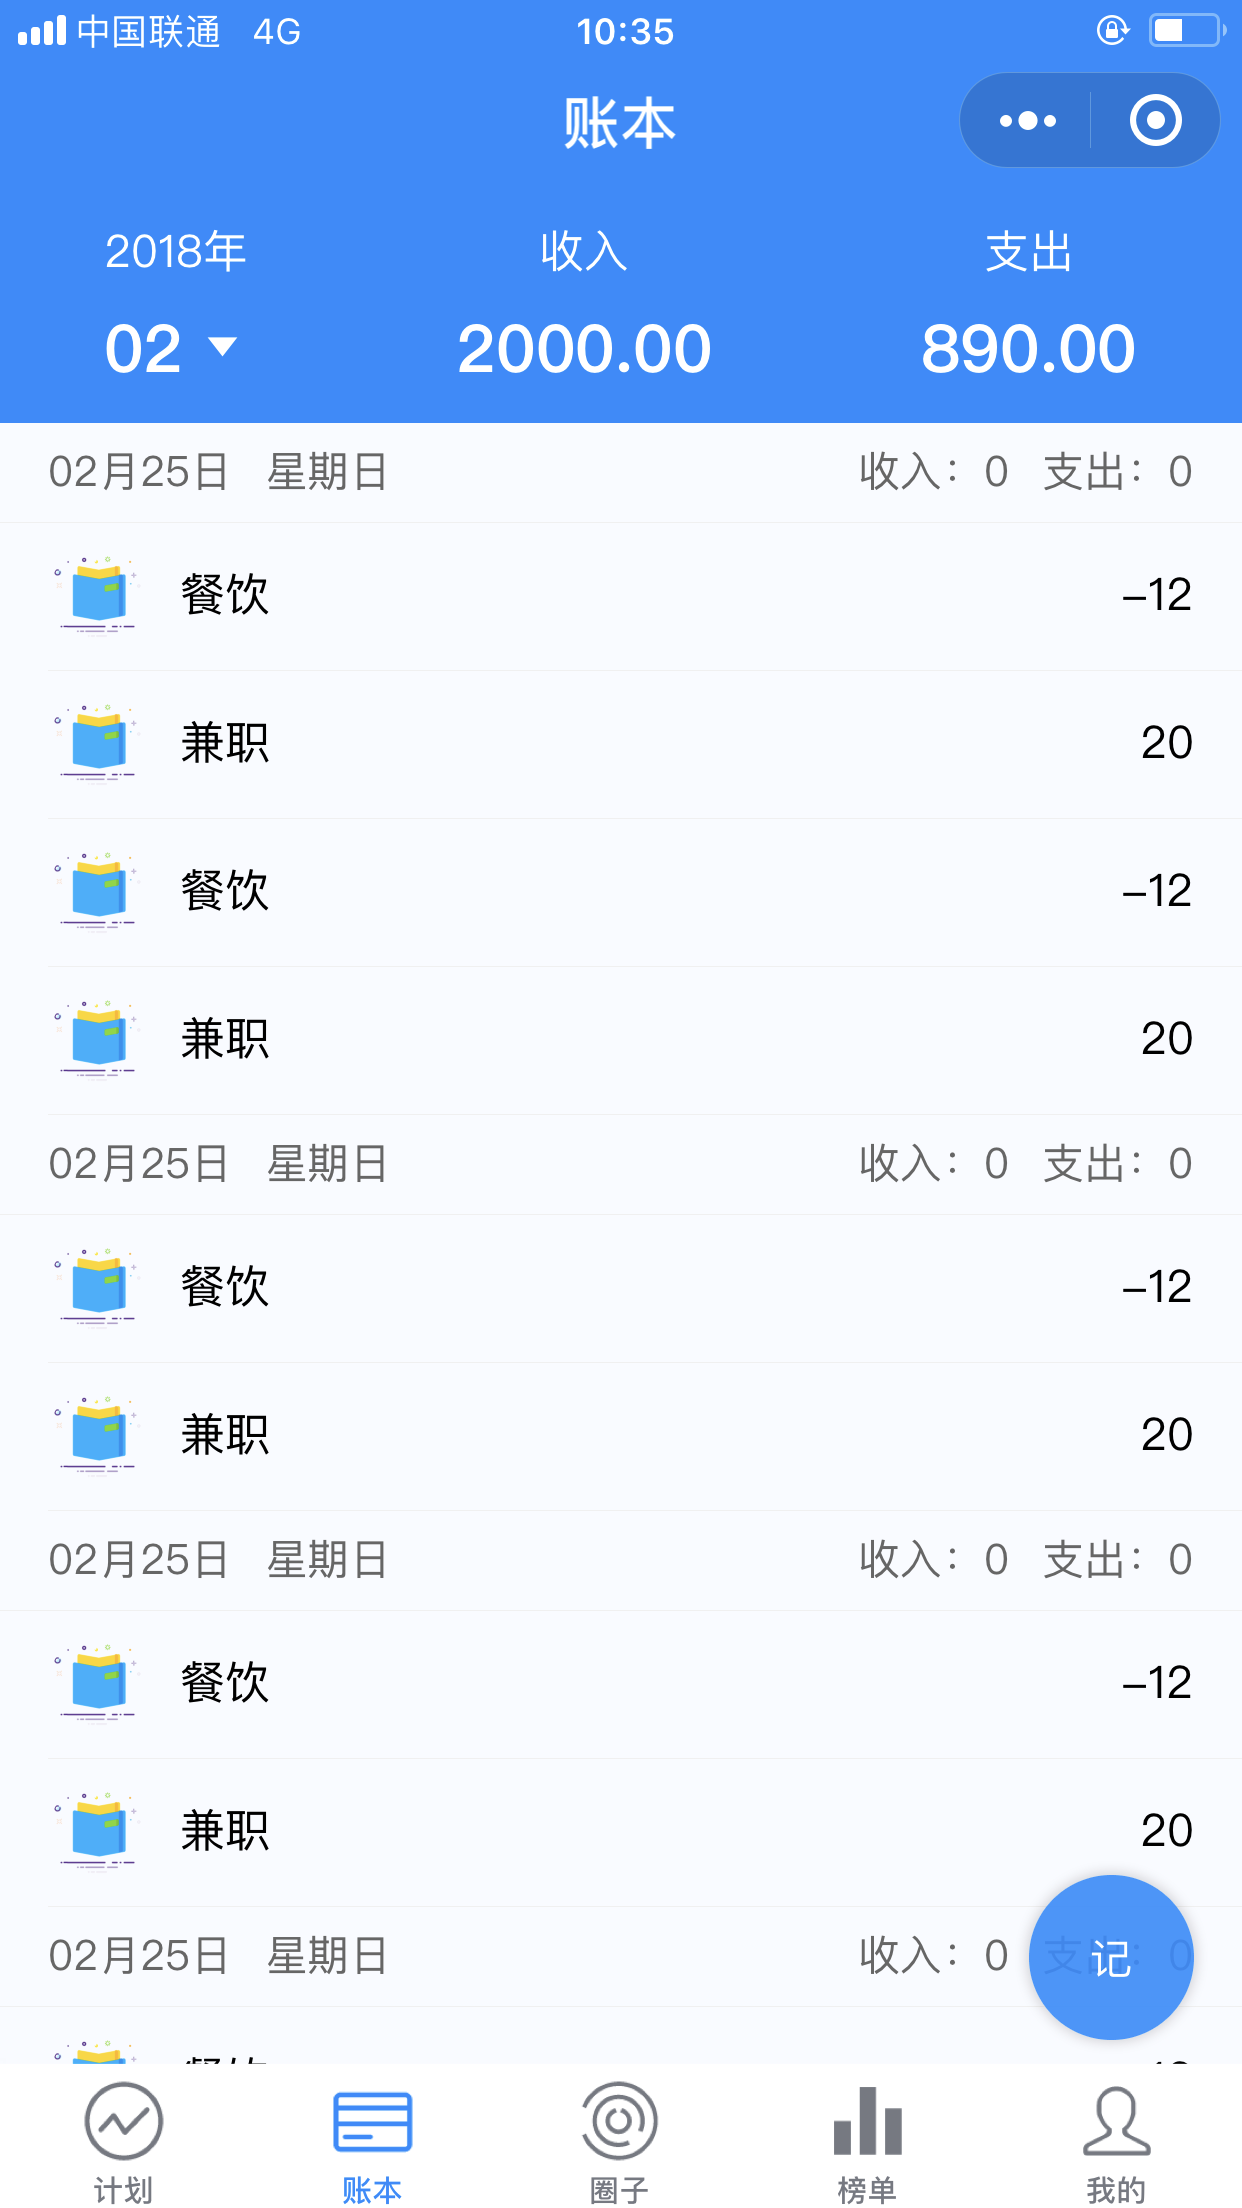 中国联通 4G 10:35
账本
2018年 收入 支出
02 2000.00 890.00
02月25日 星期日 收入：0 支出：0
餐饮 –12
兼职 20
餐饮 –12
兼职 20
02月25日 星期日 收入：0 支出：0
餐饮 –12
兼职 20
02月25日 星期日 收入：0 支出：0
餐饮 –12
兼职 20
02月25日 星期日 收入：0 支出：0
记
计划 账本 圈子 榜单 我的